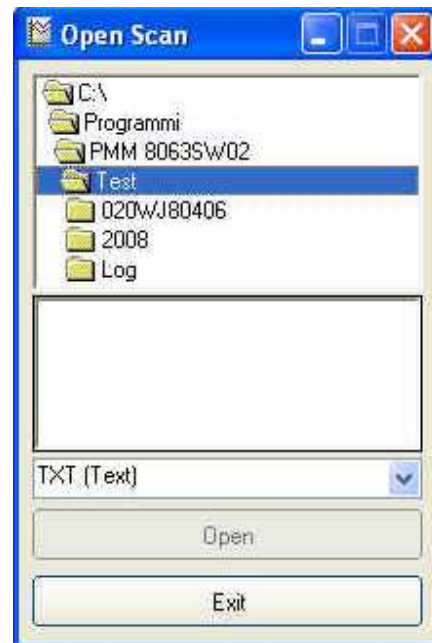 Open Scan
C:\
Programmi
PMM 8063SW02
Test
020WJ80406
2008
Log
TXT (Text)
Open
Exit